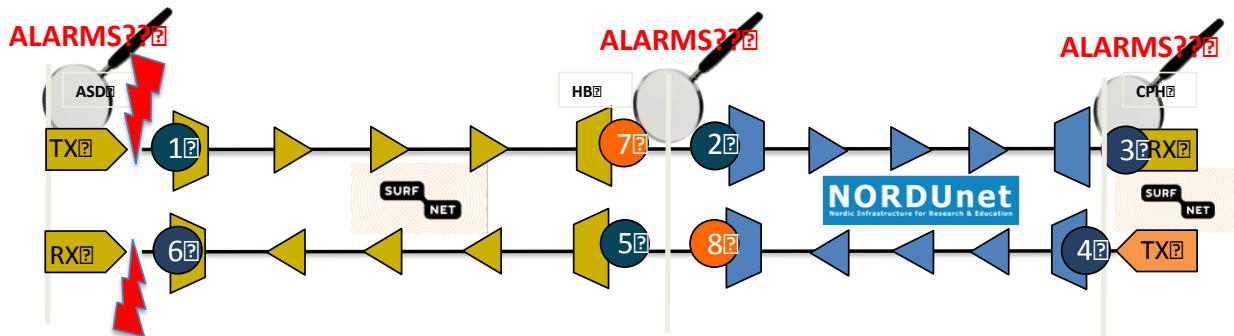 ALARMS??⍰
ALARMS??⍰
ALARMS??⍰
ASD⍰
HB⍰
CPH⍰
TX⍰
1⍰
7⍰
2⍰
3⍰
RX⍰
SURF
NET
NORDUnet
Nordic Infrastructure for Research & Education
SURF
NET
RX⍰
6⍰
5⍰
8⍰
4⍰
TX⍰